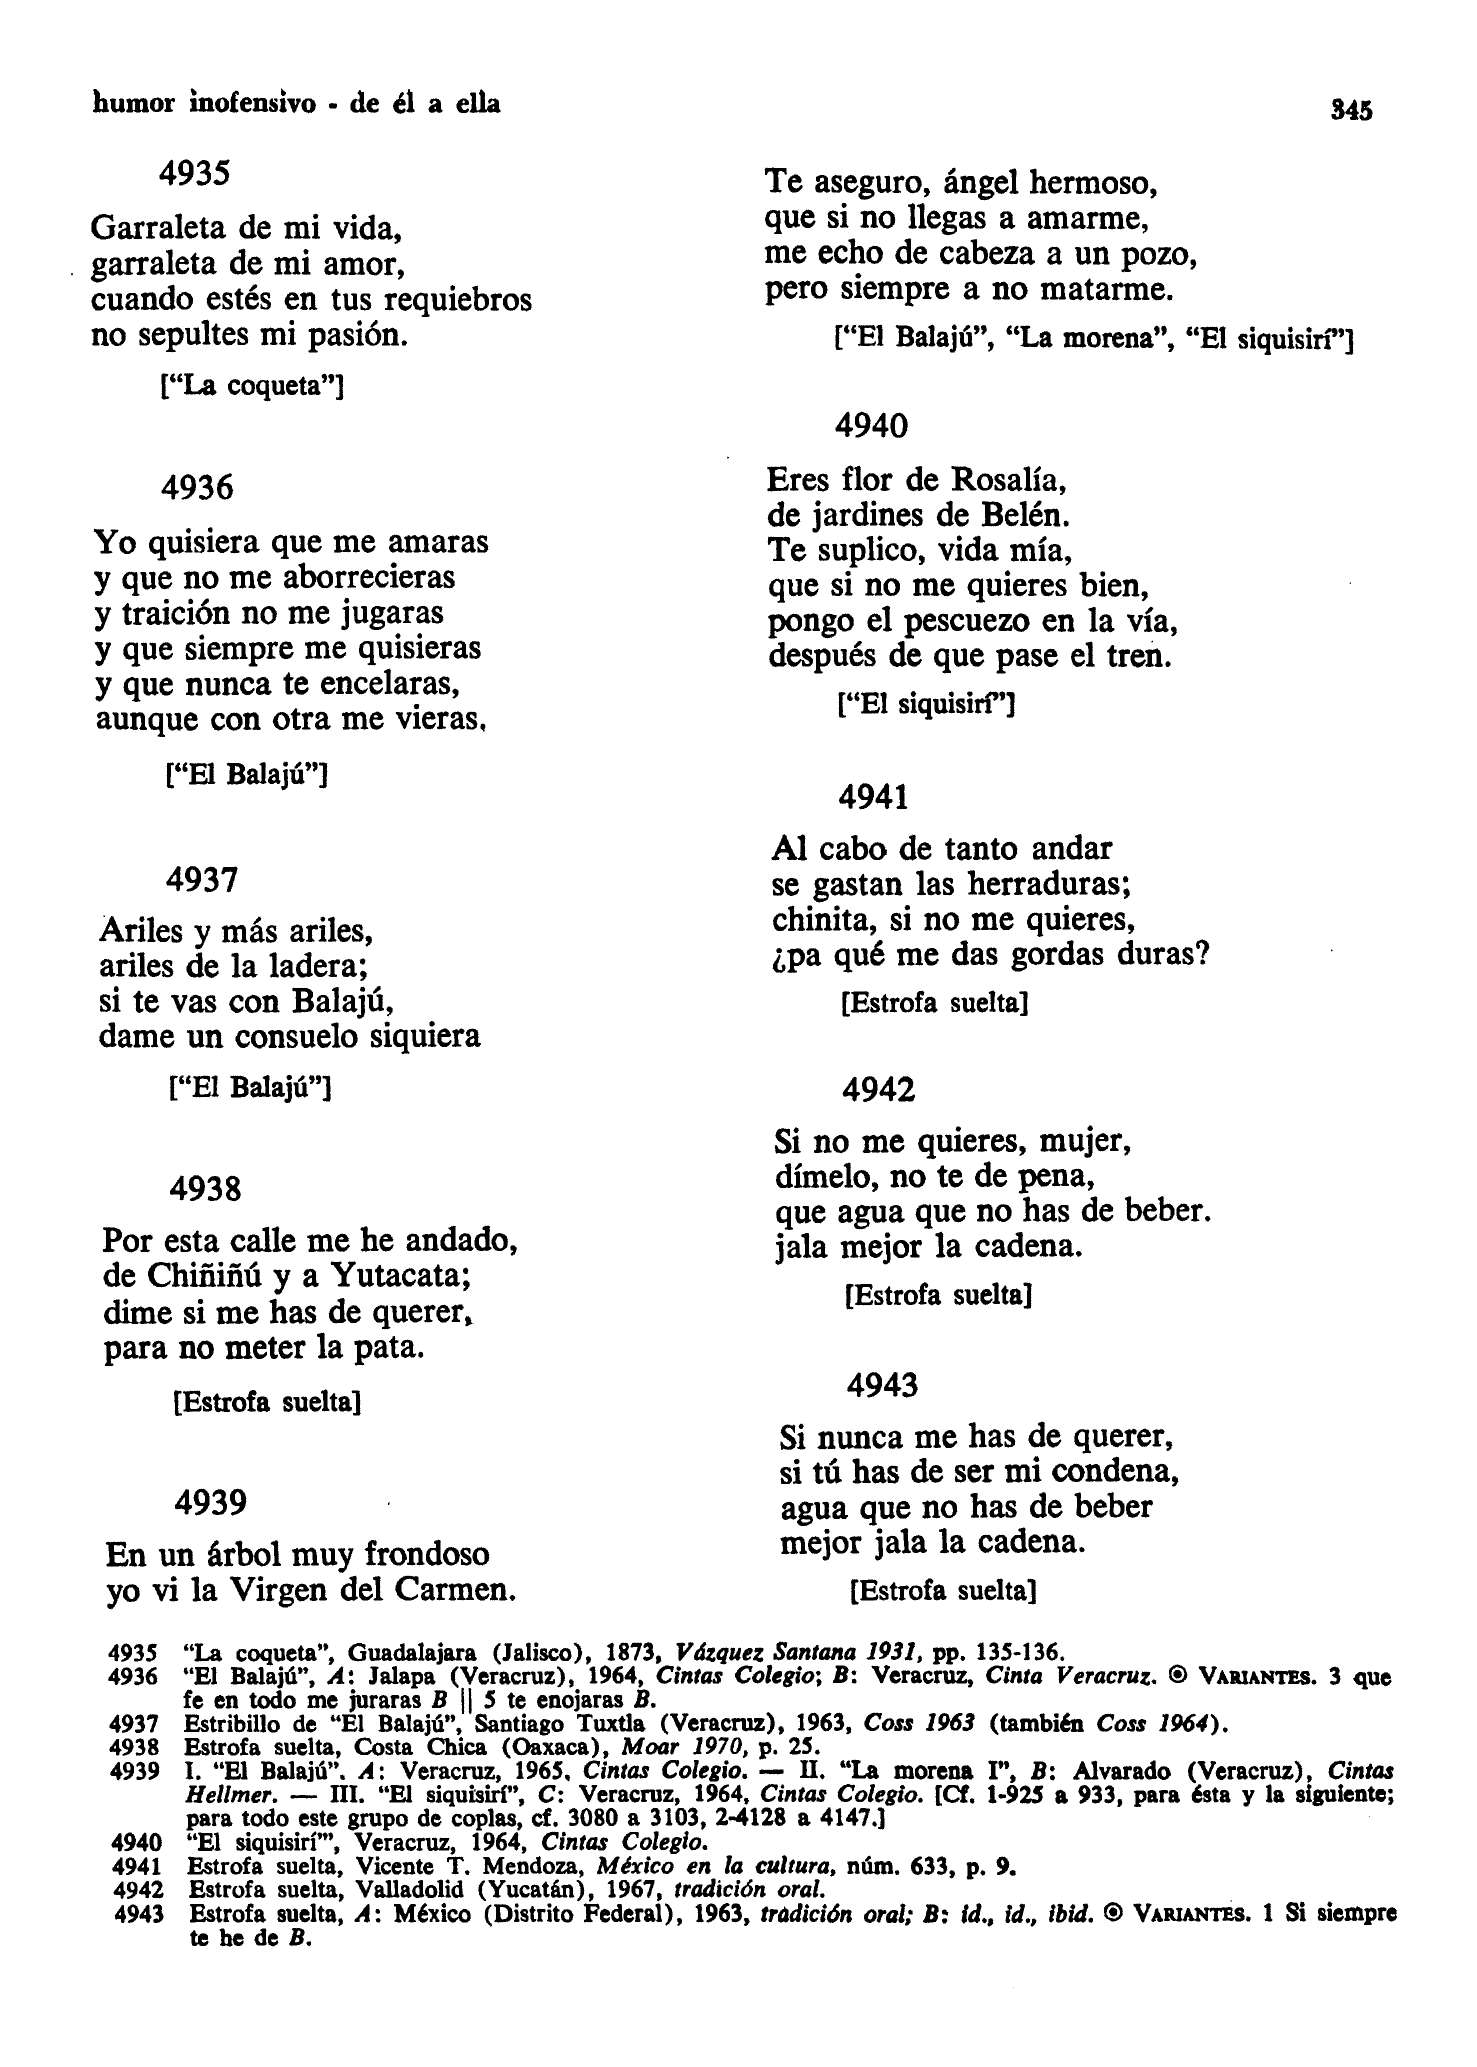 humor inofensivo - de él a ella
345
4935
Garraleta de mi vida,
garraleta de mi amor,
cuando estés en tus requiebros
no sepultes mi pasión.
[“La coqueta”]
4936
Yo quisiera que me amaras
y que no me aborrecieras
y traición no me jugaras
y que siempre me quisieras
y que nunca te encelaras,
aunque con otra me vieras.
[“El Balajú”]
4937
Ariles y más ariles,
ariles de la ladera;
si te vas con Balajú,
dame un consuelo siquiera
[“El Balajú”]
4938
Por esta calle me he andado,
de Chiñiñú y a Yutacata;
dime si me has de querer,
para no meter la pata.
[Estrofa suelta]
4939
En un árbol muy frondoso
yo vi la Virgen del Carmen.
Te aseguro, ángel hermoso,
que si no llegas a amarme,
me echo de cabeza a un pozo,
pero siempre a no matarme.
[“El Balajú”, “La morena”, “El siquisirí”]
4940
Eres flor de Rosalía,
de jardines de Belén.
Te suplico, vida mía,
que si no me quieres bien,
pongo el pescuezo en la vía,
después de que pase el tren.
[“El siquisirí”]
4941
Al cabo de tanto andar
se gastan las herraduras;
chinita, si no me quieres,
¿pa qué me das gordas duras?
[Estrofa suelta]
4942
Si no me quieres, mujer,
dímelo, no te de pena,
que agua que no has de beber.
jala mejor la cadena.
[Estrofa suelta]
4943
Si nunca me has de querer,
si tú has de ser mi condena,
agua que no has de beber
mejor jala la cadena.
[Estrofa suelta]
4935 “La coqueta”, Guadalajara (Jalisco), 1873, Vázquez Santana 1931, pp. 135-136.
4936 “El Balajú”, A: Jalapa (Veracruz), 1964, Cintas Colegio; B: Veracruz, Cinta Veracruz. ® VARIANTES. 3 que
fe en todo me juraras B || 5 te enojaras B.
4937 Estribillo de “El Balajú”, Santiago Tuxtla (Veracruz), 1963, Coss 1963 (también Coss 1964).
4938 Estrofa suelta, Costa Chica (Oaxaca), Moar 1970, p. 25.
4939 I. “El Balajú”. A: Veracruz, 1965, Cintas Colegio. — II. “La morena I”, B: Alvarado (Veracruz), Cintas
Hellmer. — III. “El siquisirí”, C: Veracruz, 1964, Cintas Colegio. [Cf. 1-925 a 933, para ésta y la siguiente;
para todo este grupo de coplas, cf. 3080 a 3103, 2-4128 a 4147.]
4940 “El siquisirí”', Veracruz, 1964, Cintas Colegio.
4941 Estrofa suelta, Vicente T. Mendoza, México en la cultura, núm. 633, p. 9.
4942 Estrofa suelta, Valladolid (Yucatán), 1967, tradición oral.
4943 Estrofa suelta, A: México (Distrito Federal), 1963, tradición oral; B: id., id., ibid. ® VARIANTES. 1 Si siempre
te he de B.